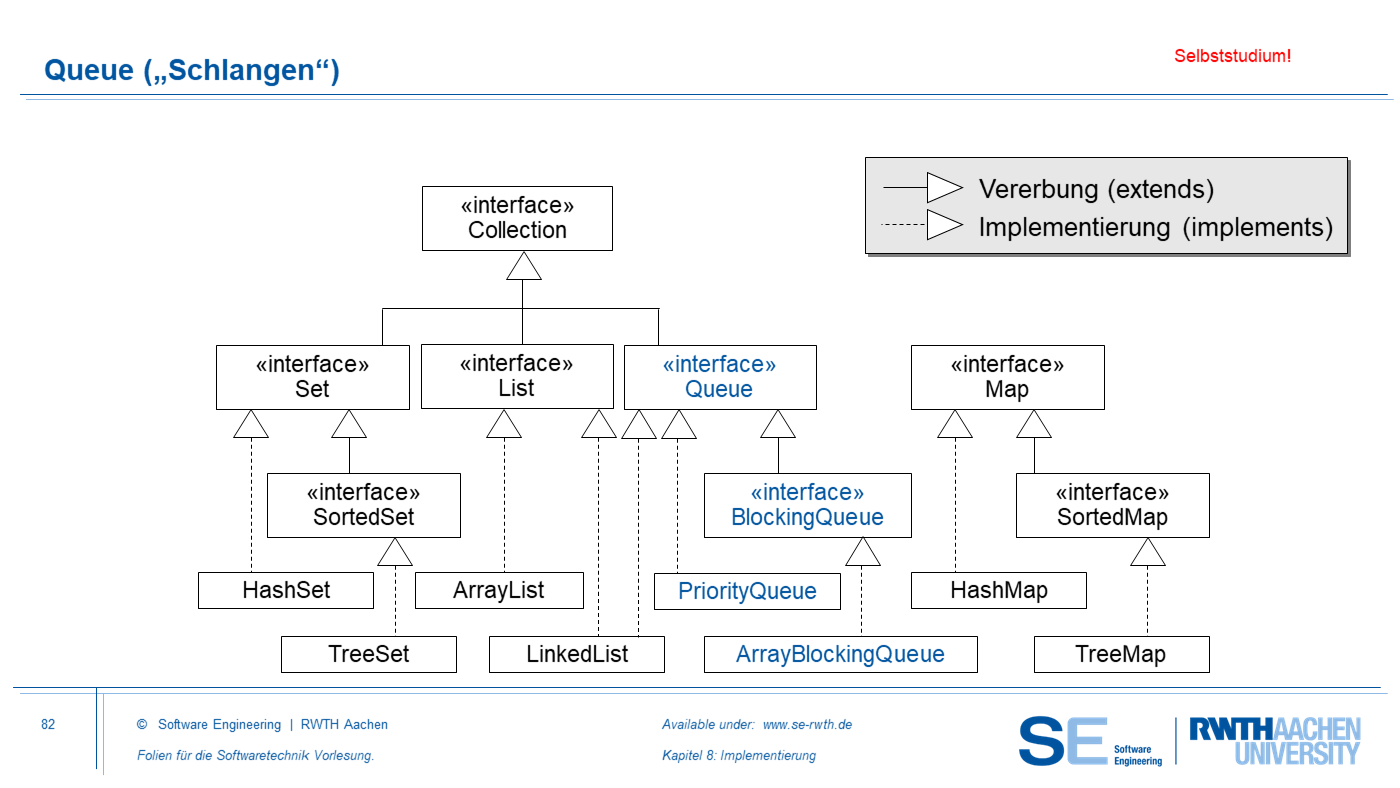 Queue („Schlangen“)
Selbststudium!
Vererbung (extends)
Implementierung (implements)
«interface»
Collection
«interface»
Set
«interface»
List
«interface»
Queue
«interface»
Map
«interface»
SortedSet
«interface»
BlockingQueue
«interface»
SortedMap
HashSet
ArrayList
PriorityQueue
HashMap
TreeSet
LinkedList
ArrayBlockingQueue
TreeMap
82
© Software Engineering | RWTH Aachen
Folien für die Softwaretechnik Vorlesung.
Available under: www.se-rwth.de
Kapitel 8: Implementierung
SE Software
Engineering
RWTHAACHEN
UNIVERSITY